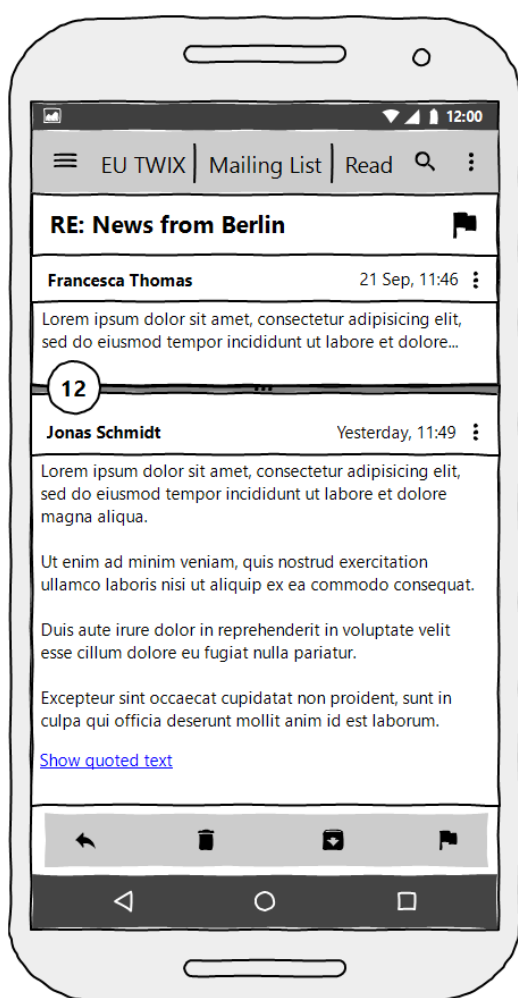 12:00
EU TWIX | Mailing List | Read
RE: News from Berlin
Francesca Thomas 21 Sep, 11:46
Lorem ipsum dolor sit amet, consectetur adipisicing elit,
sed do eiusmod tempor incididunt ut labore et dolore...
12
Jonas Schmidt Yesterday, 11:49
Lorem ipsum dolor sit amet, consectetur adipisicing elit,
sed do eiusmod tempor incididunt ut labore et dolore
magna aliqua.
Ut enim ad minim veniam, quis nostrud exercitation
ullamco laboris nisi ut aliquip ex ea commodo consequat.
Duis aute irure dolor in reprehenderit in voluptate velit
esse cillum dolore eu fugiat nulla pariatur.
Excepteur sint occaecat cupidatat non proident, sunt in
culpa qui officia deserunt mollit anim id est laborum.
Show quoted text